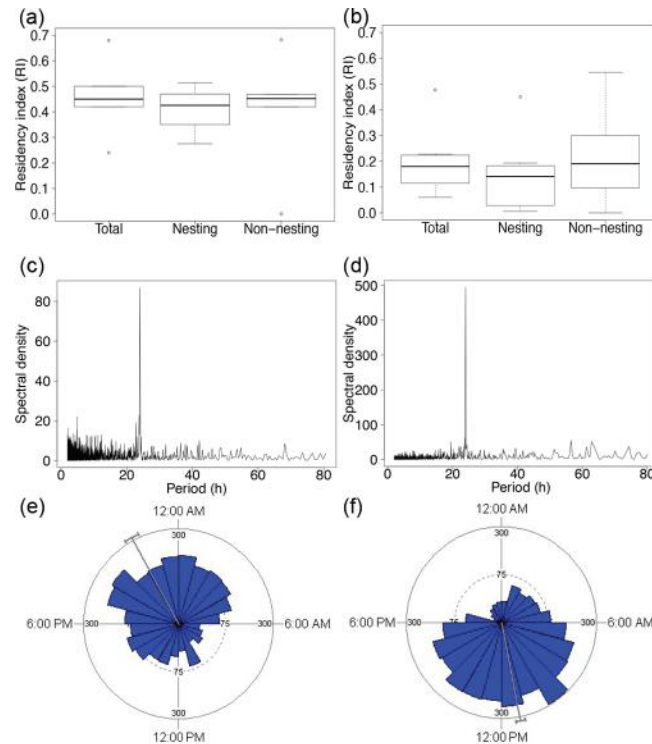 (a)
Residency index (RI)
0.7
0.6
0.5
0.4
0.3
0.2
0.1
0.0
Total Nesting Non-nesting
(b)
Residency index (RI)
0.7
0.6
0.5
0.4
0.3
0.2
0.1
0.0
Total Nesting Non-nesting
(c)
Spectral density
80
60
40
20
0
0 20 40 60 80
Period (h)
(d)
Spectral density
500
400
300
200
100
0
0 20 40 60 80
Period (h)
(e)
12:00 AM
300
6:00 PM 300 75 300 6:00 AM
75
300
12:00 PM
(f)
12:00 AM
300
75
6:00 PM 300 75 300 6:00 AM
300
12:00 PM